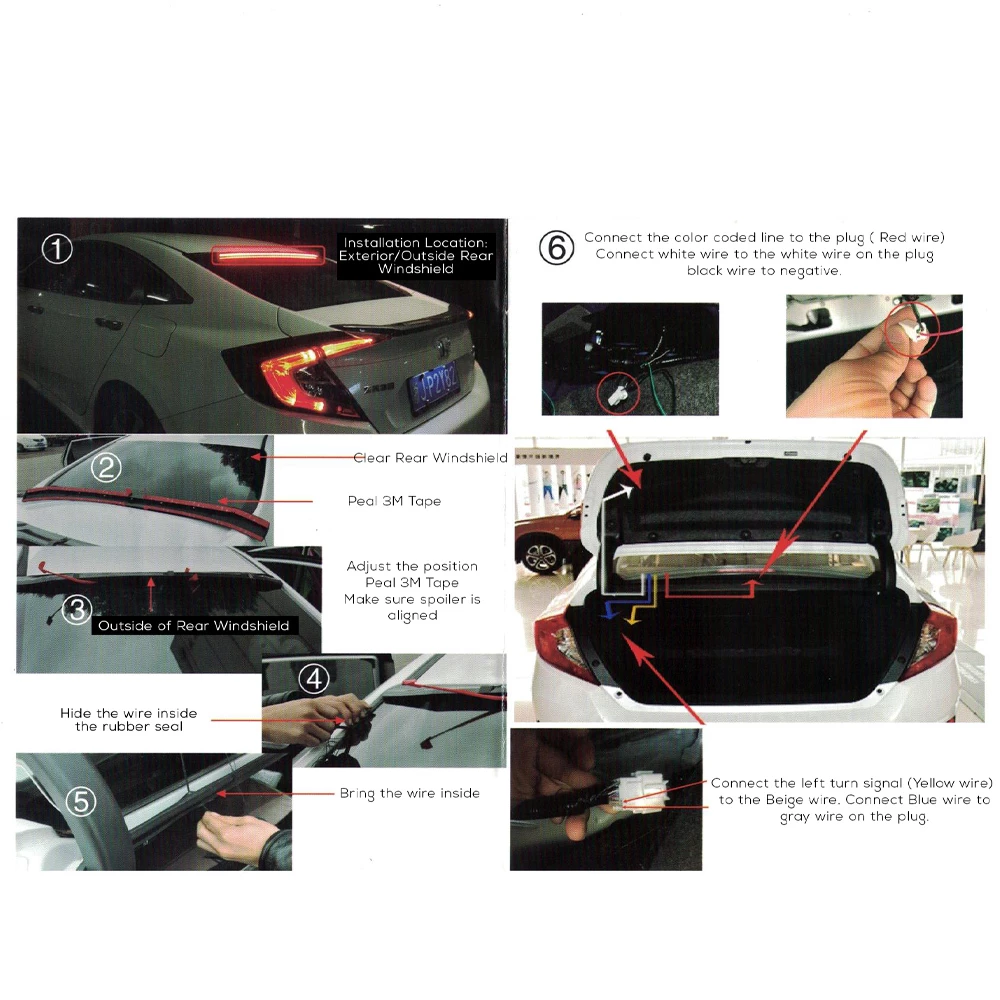 1
Installation Location:
Exterior/Outside Rear
Windshield
2
Clear Rear Windshield
Peal 3M Tape
3
Outside of Rear Windshield
Adjust the position
Peal 3M Tape
Make sure spoiler is
aligned
4
Hide the wire inside
the rubber seal
5
Bring the wire inside
6
Connect the color coded line to the plug ( Red wire)
Connect white wire to the white wire on the plug
black wire to negative.
Connect the left turn signal (Yellow wire)
to the Beige wire. Connect Blue wire to
gray wire on the plug.